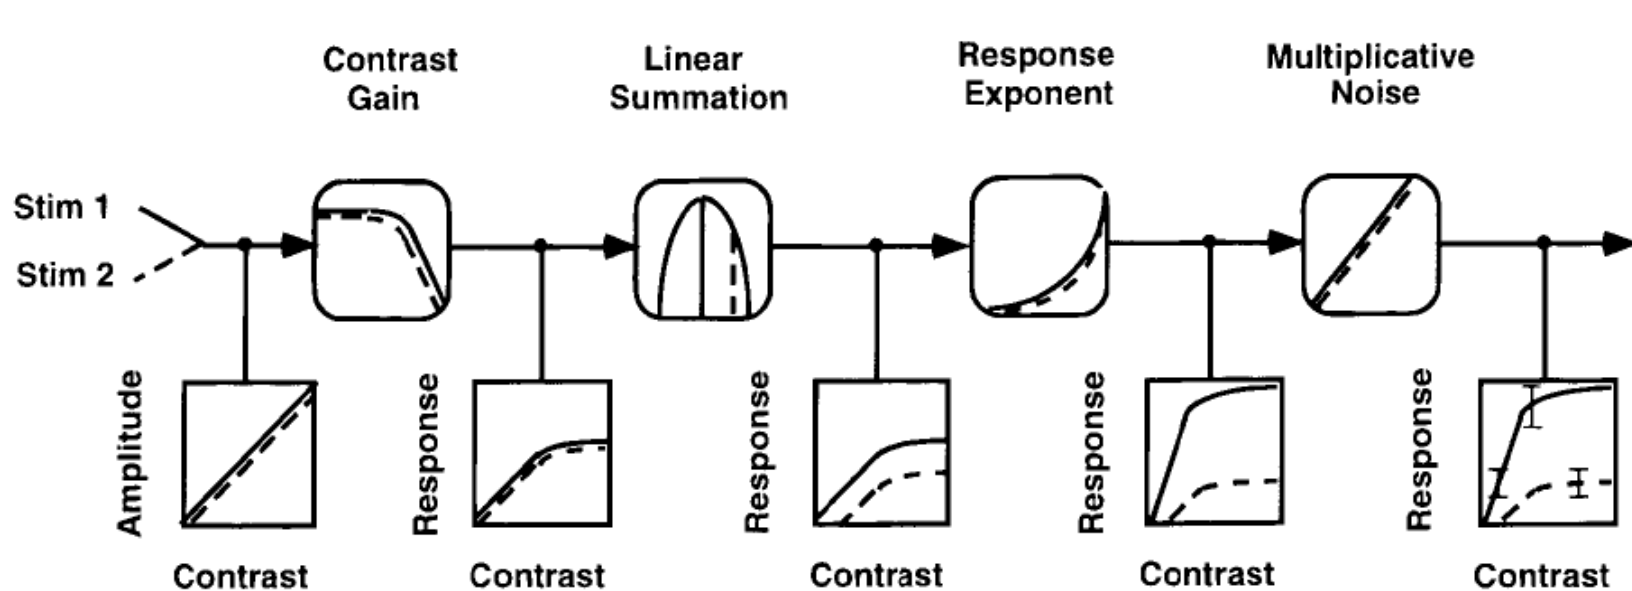 Contrast
Gain
Linear
Summation
Response
Exponent
Multiplicative
Noise
Stim 1
Stim 2
Amplitude
Response
Response
Response
Response
Contrast
Contrast
Contrast
Contrast
Contrast